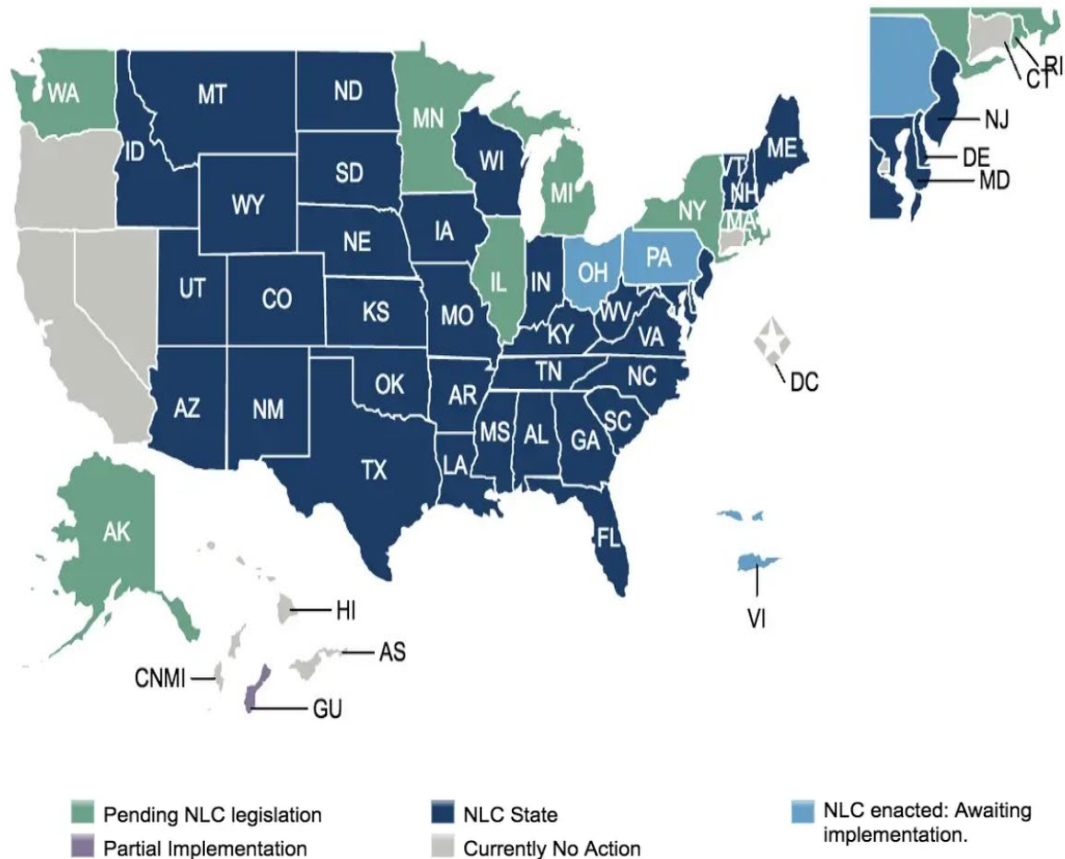 WA
MT
ND
MN
ID
SD
WI
WY
MI
NY
VT
NH
ME
MA
CT
RI
NJ
DE
MD
NE
IA
IL
IN
OH
PA
UT
CO
KS
MO
KY
WV
VA
DC
AZ
NM
OK
AR
TN
NC
SC
MS
AL
GA
TX
LA
FL
AK
VI
HI
AS
CNMI
GU
Pending NLC legislation
Partial Implementation
NLC State
Currently No Action
NLC enacted: Awaiting
implementation.